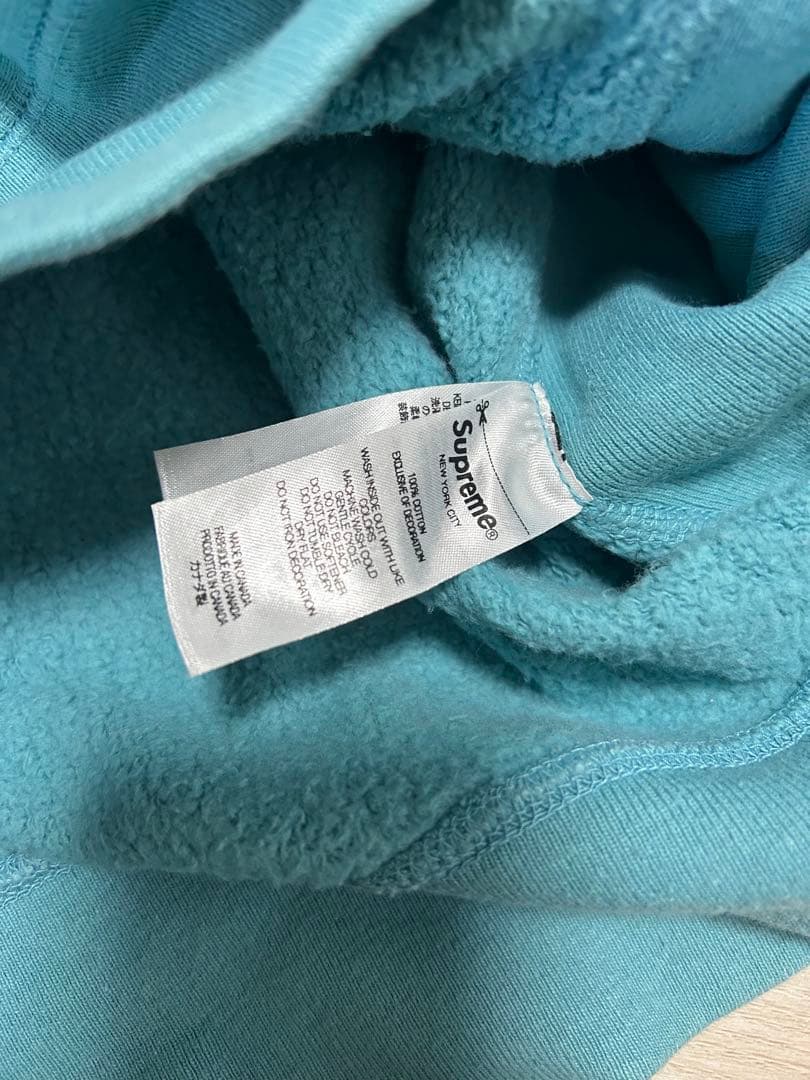 Supreme®
NEW YORK CITY
100% COTTON
EXCLUSIVE OF DECORATION
WASH INSIDE OUT WITH LIKE
COLORS
MACHINE WASH, COLD
GENTLE CYCLE
DO NOT BLEACH
DO NOT USE SOFTENER
DO NOT TUMBLE DRY
DRY FLAT
DO NOT IRON DECORATION
MADE IN CANADA
FABRIQUÉ AU CANADA
PRODUTTO IN CANADA
カナダ製